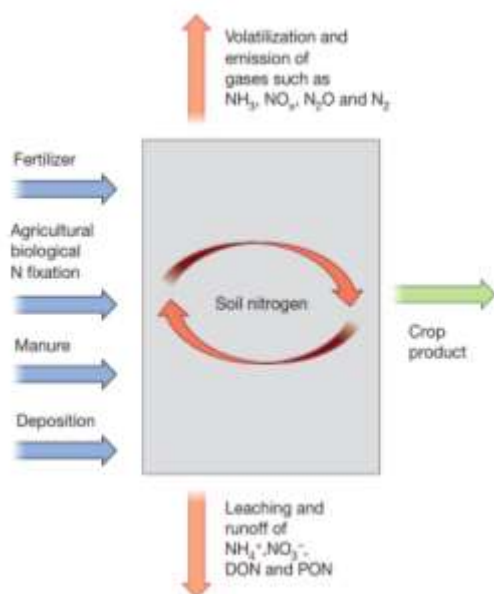 Volatilization and
emission of
gases such as
NH₃, NOₓ, N₂O and N₂
Fertilizer
Agricultural
biological
N fixation
Soil nitrogen
Manure
Crop
product
Deposition
Leaching and
runoff of
NH₄⁺,NO₃⁻,
DON and PON